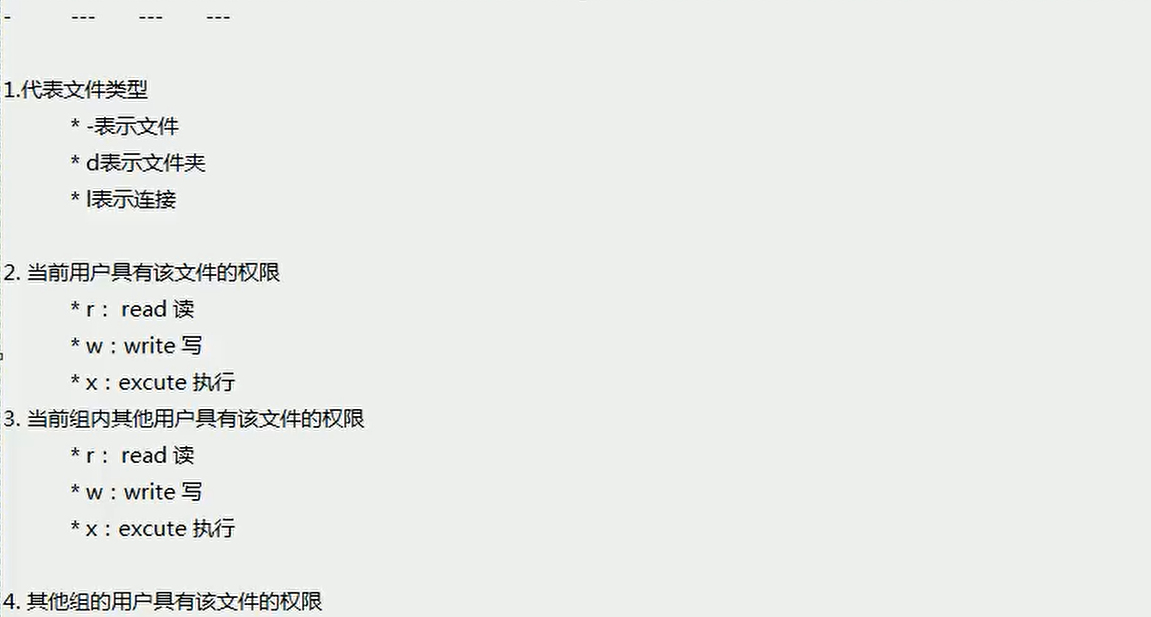 -      ---    ---    ---
1.代表文件类型
* -表示文件
* d表示文件夹
* l表示连接
2. 当前用户具有该文件的权限
* r： read 读
* w：write 写
* x：excute 执行
3. 当前组内其他用户具有该文件的权限
* r： read 读
* w：write 写
* x：excute 执行
4. 其他组的用户具有该文件的权限